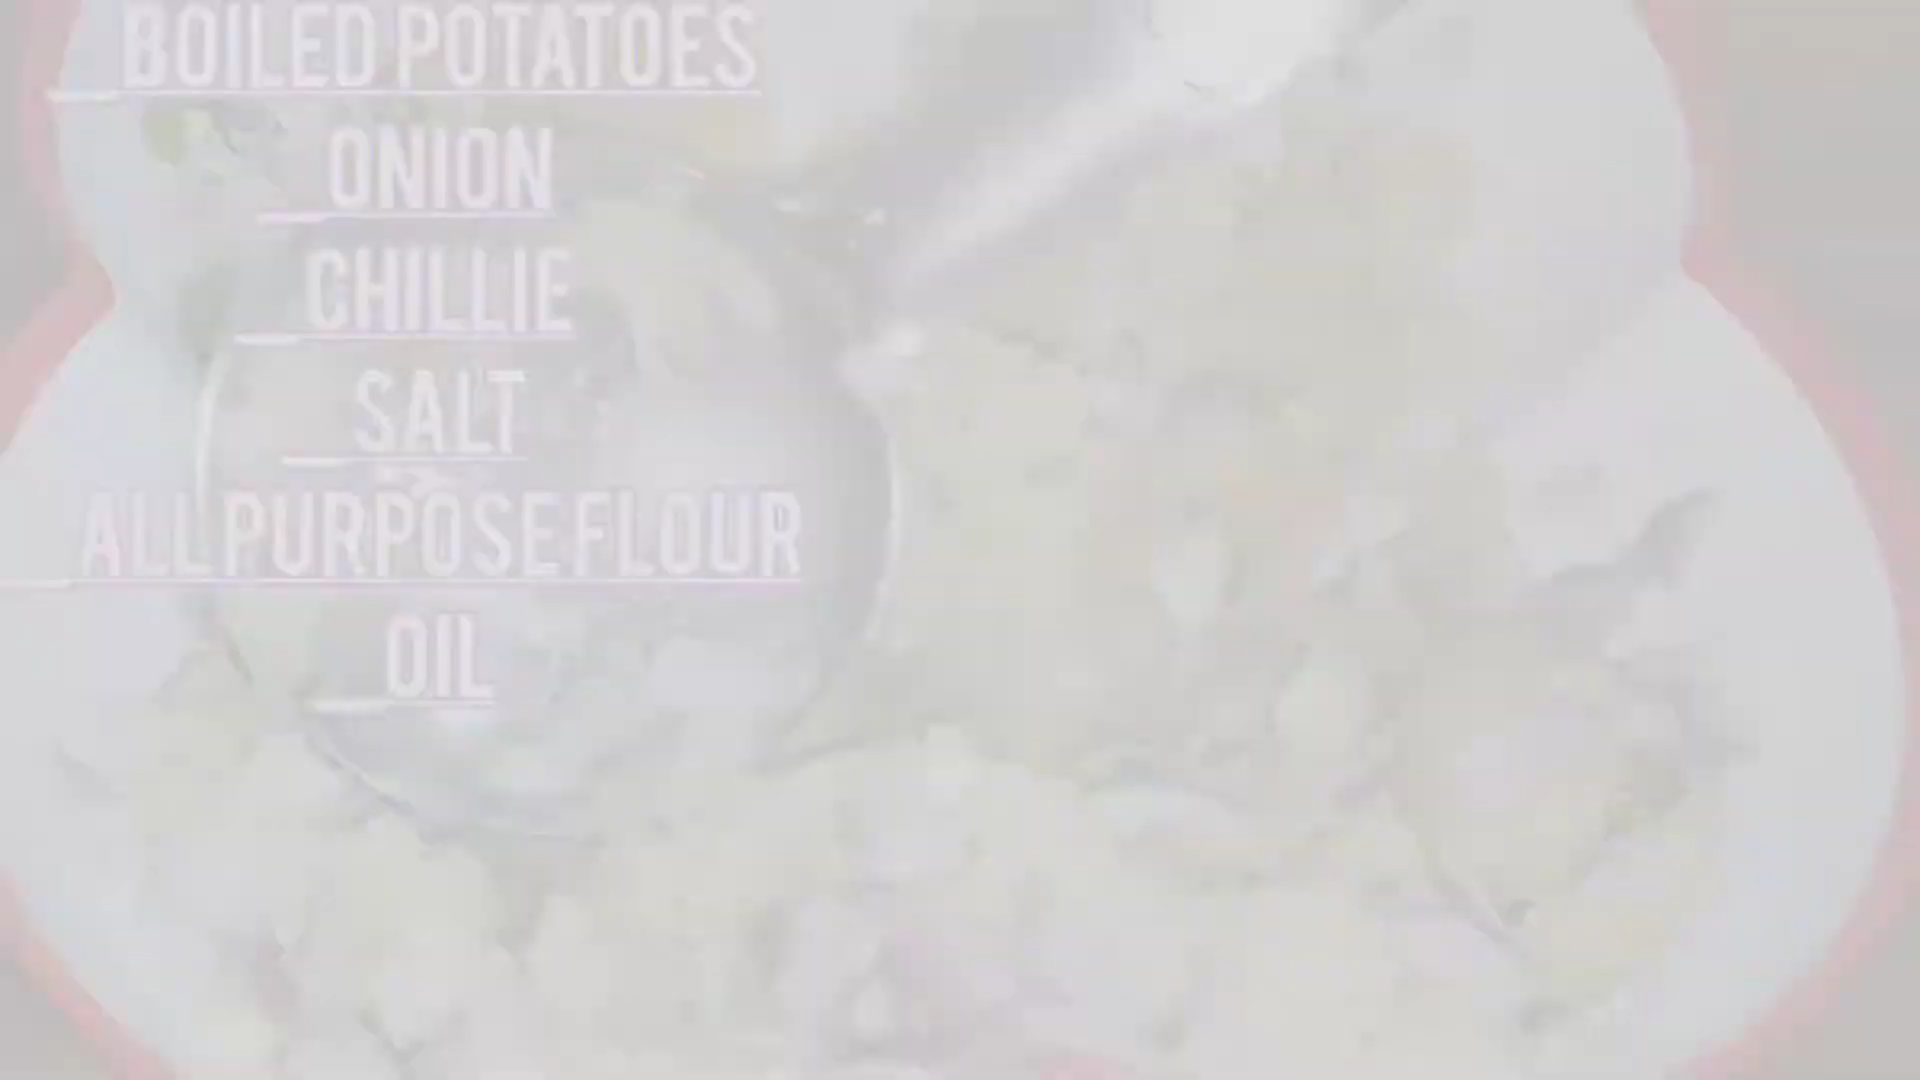 BOILED POTATOES
ONION
CHILLIE
SALT
ALL PURPOSE FLOUR
OIL